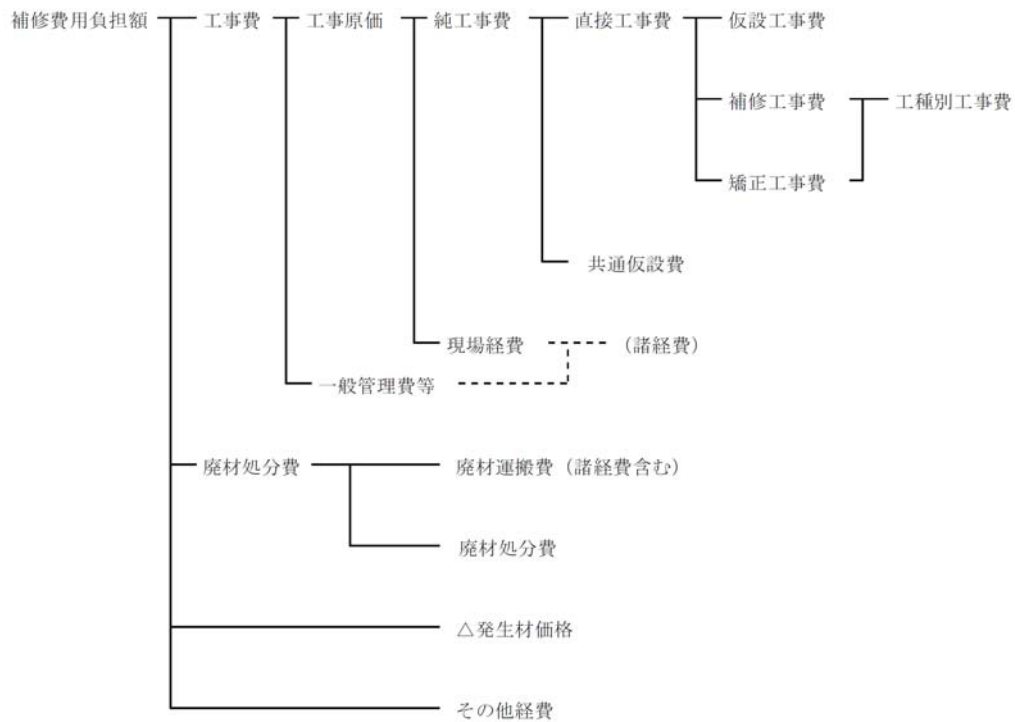 補修費用負担額 工事費 工事原価 純工事費 直接工事費 仮設工事費
補修工事費 工種別工事費
矯正工事費
共通仮設費
現場経費 （諸経費）
一般管理費等
廃材処分費 廃材運搬費（諸経費含む）
廃材処分費
△発生材価格
その他経費